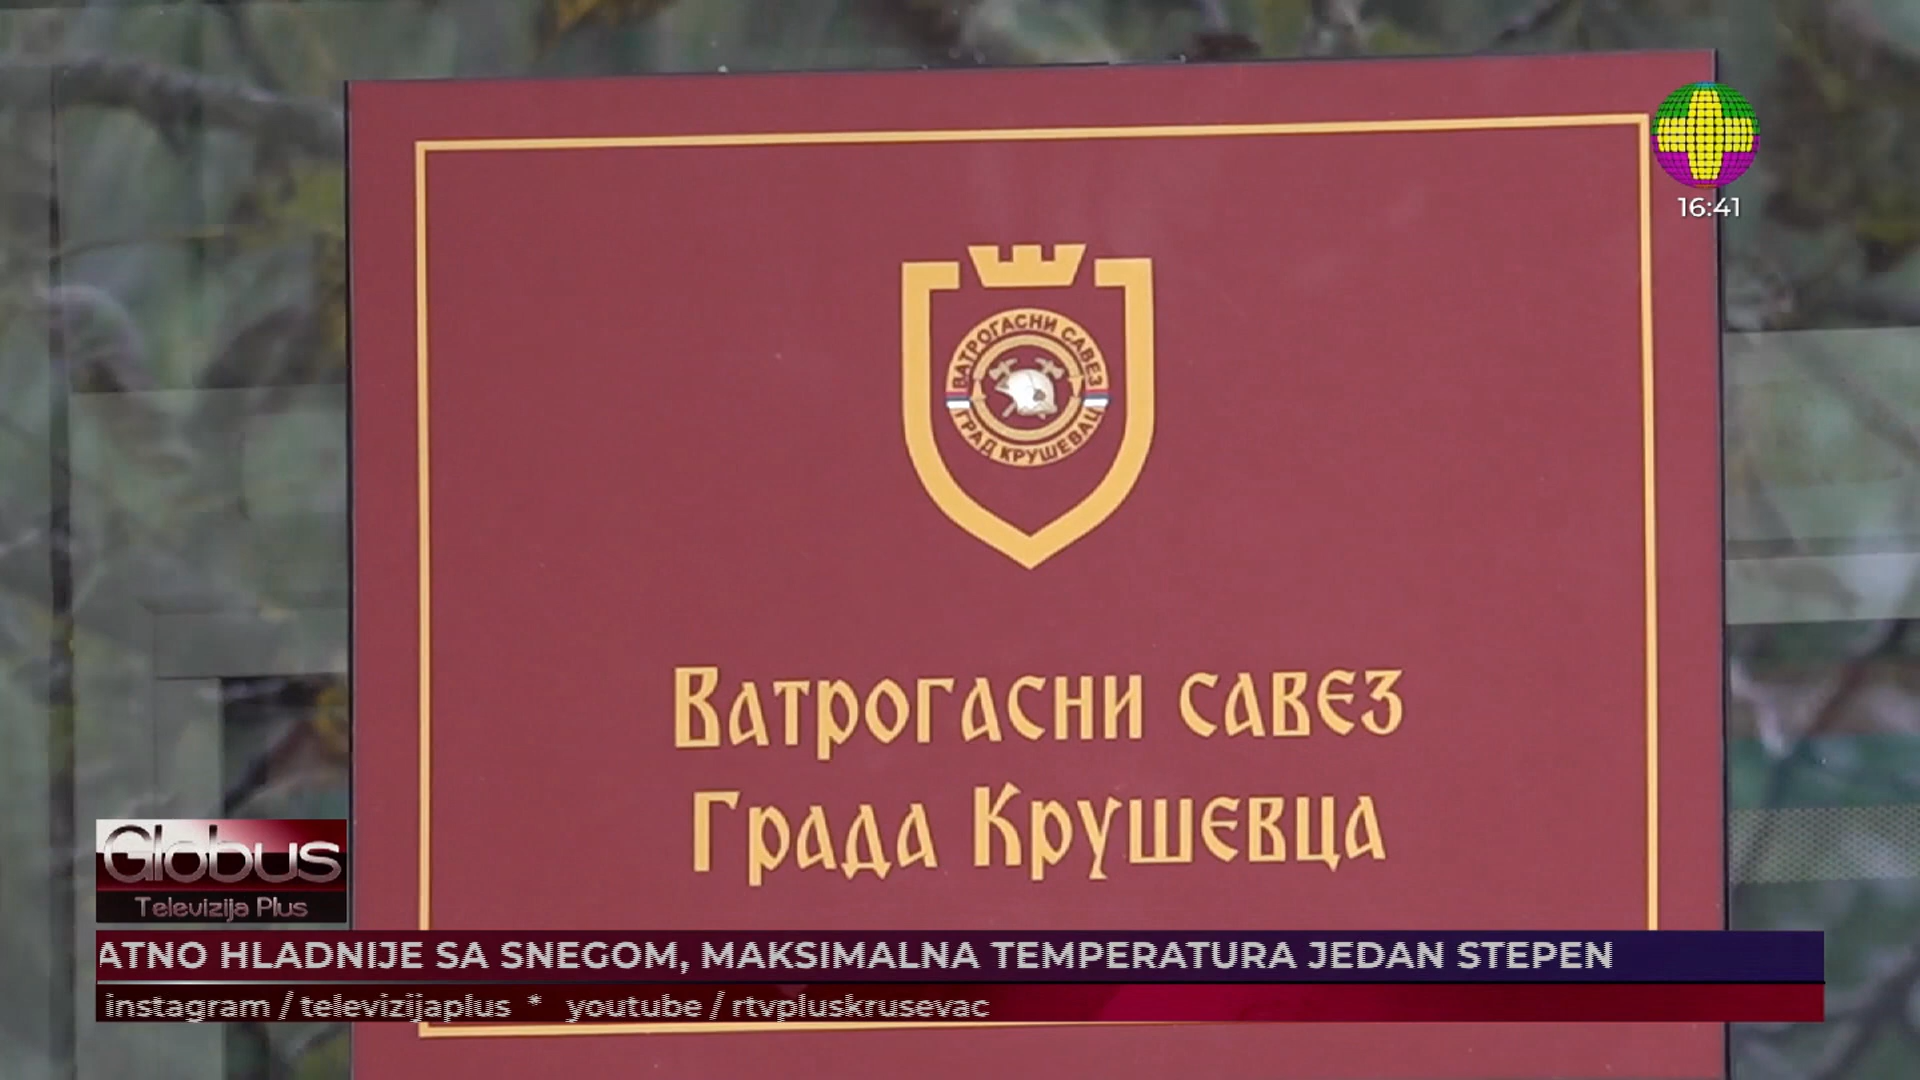 16:41
ВАТРОГАСНИ САВЕЗ
ГРАД КРУШЕВАЦ
Ватрогасни савез
Града Крушевца
Globus
Televizija Plus
ATNO HLADNIJE SA SNEGOM, MAKSIMALNA TEMPERATURA JEDAN STEPEN
instagram / televizijaplus * youtube / rtvpluskrusevac